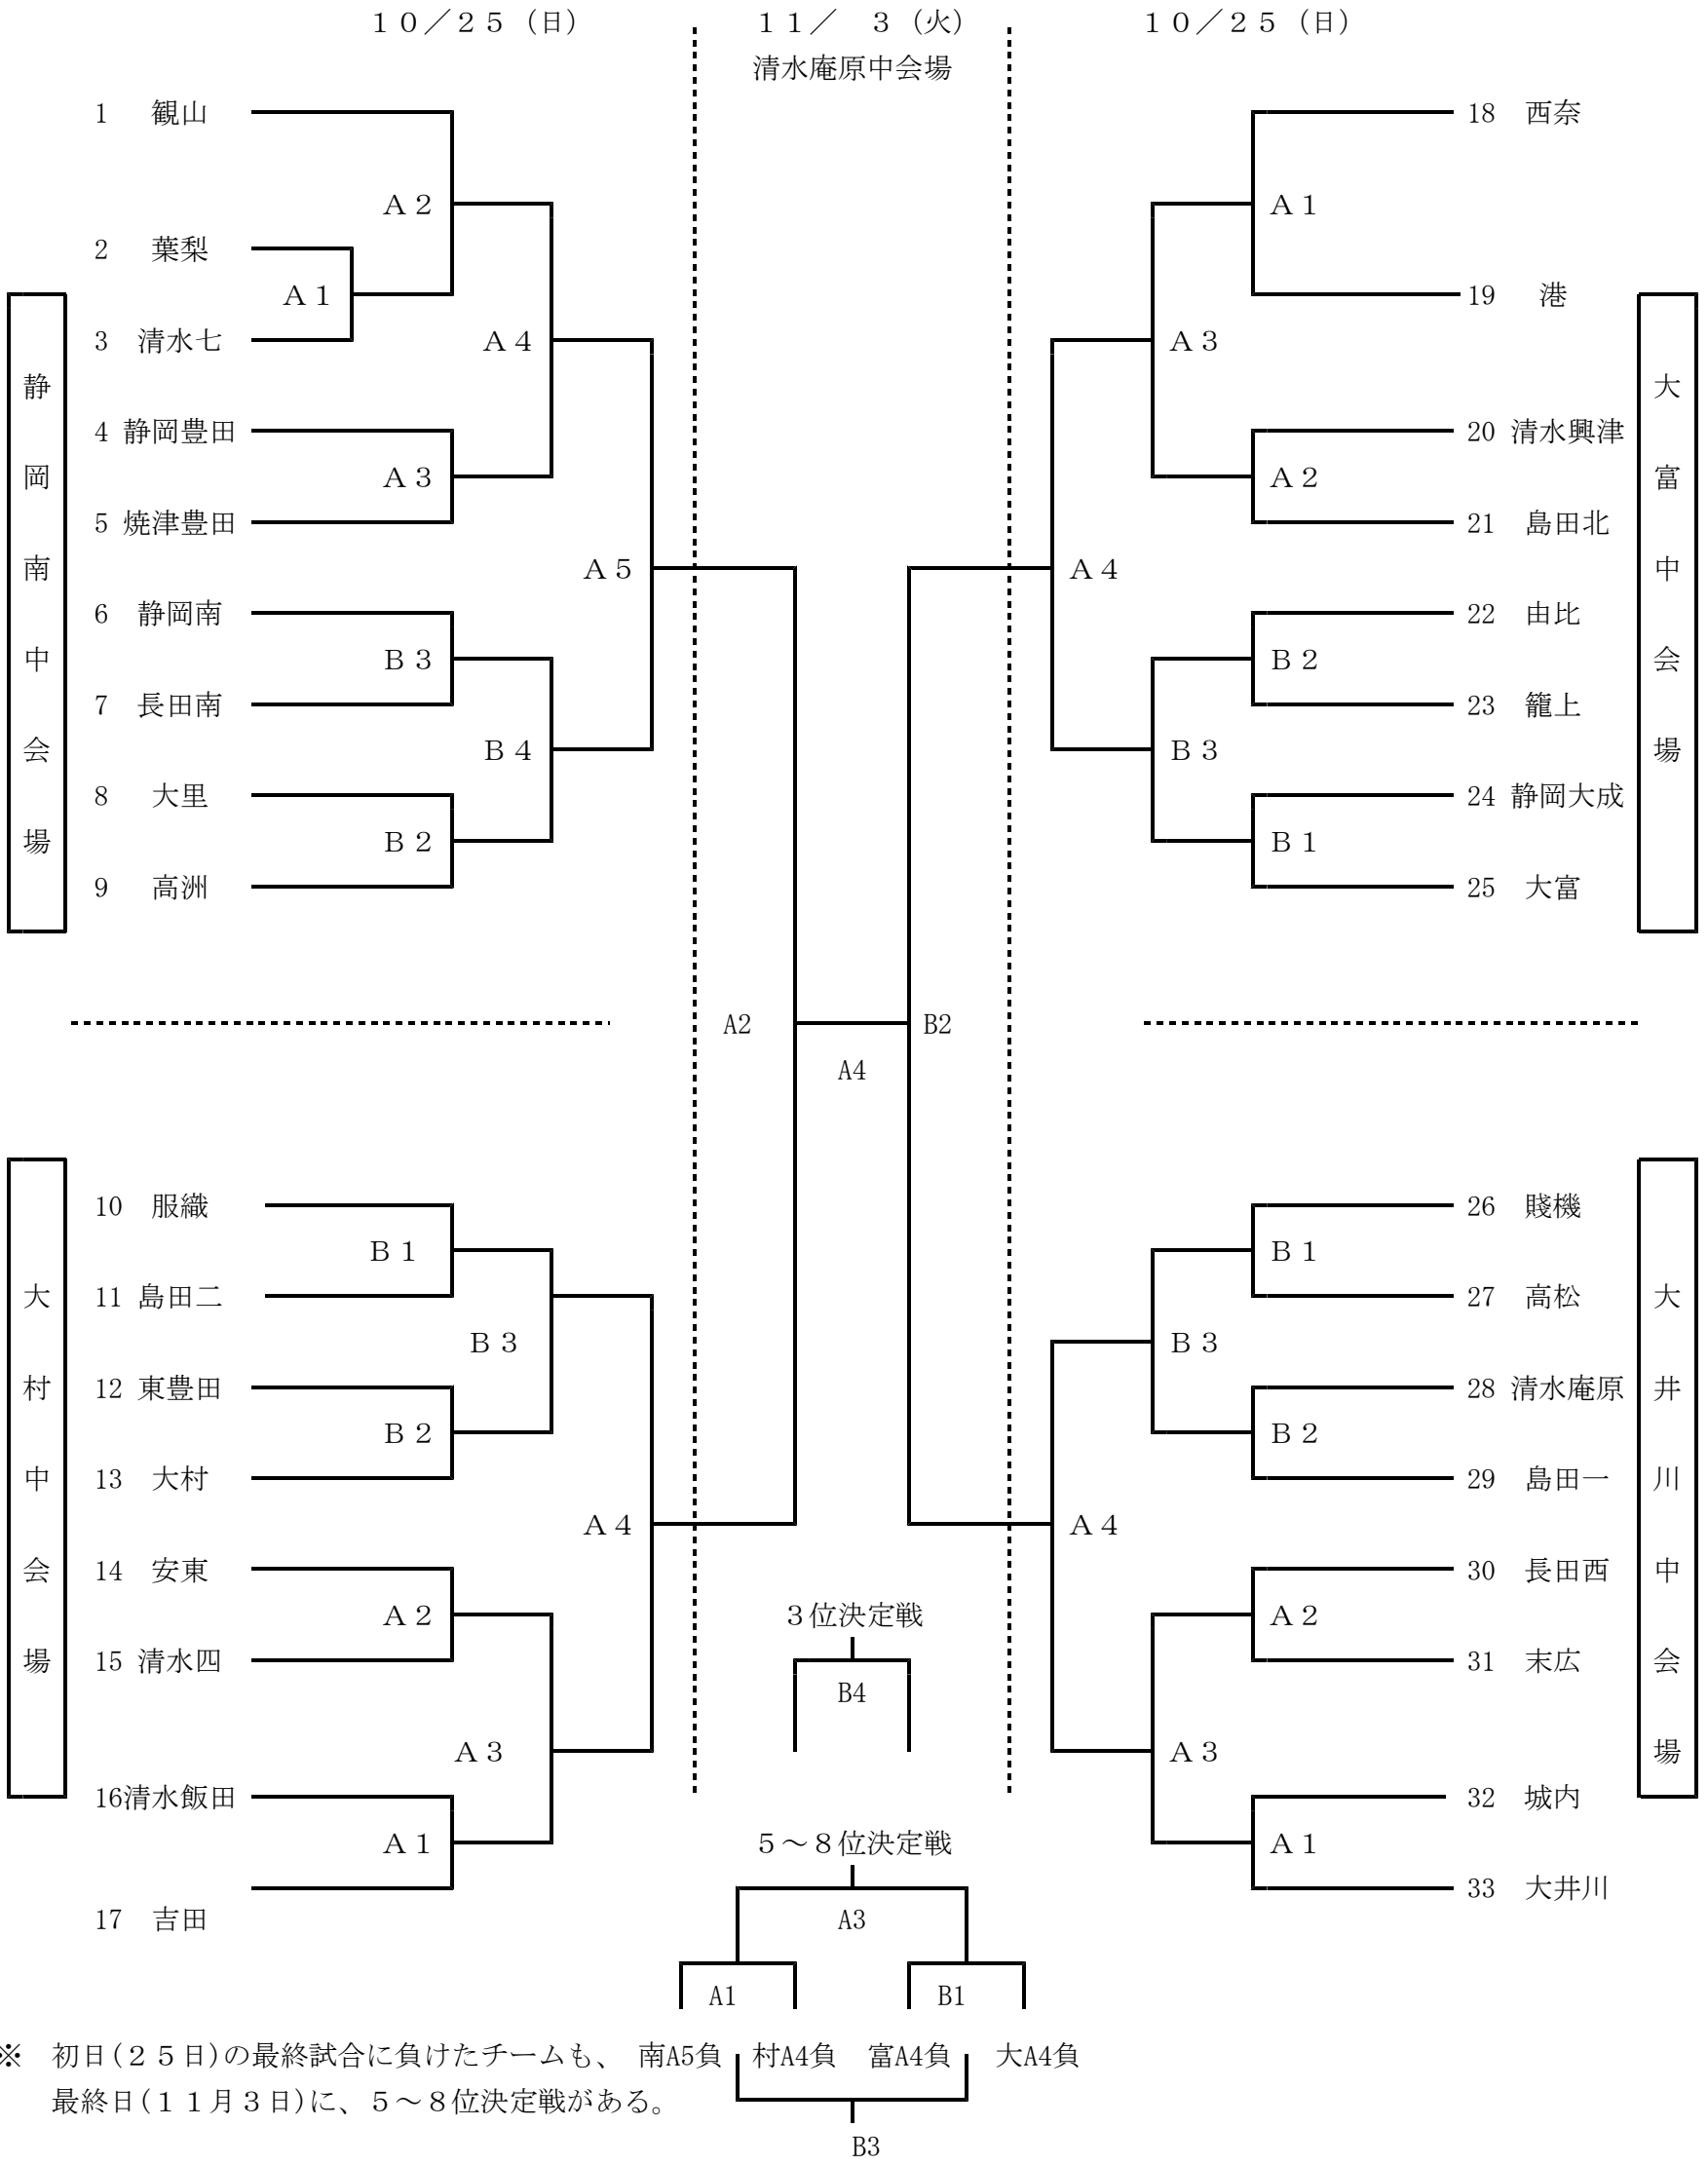 １０／２５（日）　１１／　３（火）　１０／２５（日）
清水庵原中会場
静岡南中会場
1 観山
A２
2 葉梨
A１
3 清水七
A４
4 静岡豊田
A３
5 焼津豊田
A５
6 静岡南
B３
7 長田南
B４
8 大里
B２
9 高洲
大村中会場
10 服織
B１
11 島田二
B３
12 東豊田
B２
13 大村
A４
14 安東
A２
15 清水四
A３
16清水飯田
A１
17 吉田
A2
B2
A4
３位決定戦
B4
５～８位決定戦
A3
A1
B1
18 西奈
A１
19 港
A３
20 清水興津
A２
21 島田北
A４
22 由比
B２
23 籠上
B３
24 静岡大成
B１
25 大富
大富中会場
26 賤機
B１
27 高松
B３
28 清水庵原
B２
29 島田一
A４
30 長田西
A２
31 末広
A３
32 城内
A１
33 大井川
大井川中会場
※　初日(２５日)の最終試合に負けたチームも、
最終日(１１月３日)に、５～８位決定戦がある。
南A5負　村A4負　富A4負　大A4負
B3